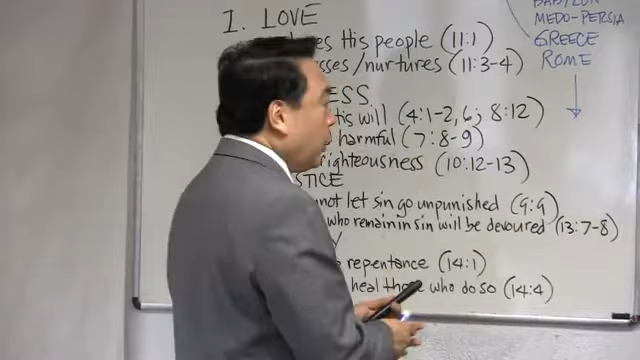 I. LOVE
es His people (11:1)
sses/nurtures (11:3-4)
ESS
His will (4:1-2, 6; 8:12)
harmful (7:8-9)
righteousness (10:12-13)
STICE
not let sin go unpunished (9:9)
who remain in sin will be devoured (13:7-8)
Y
repentance (14:1)
heal those who do so (14:4)
BABYLON
MEDO-PERSIA
GREECE
ROME